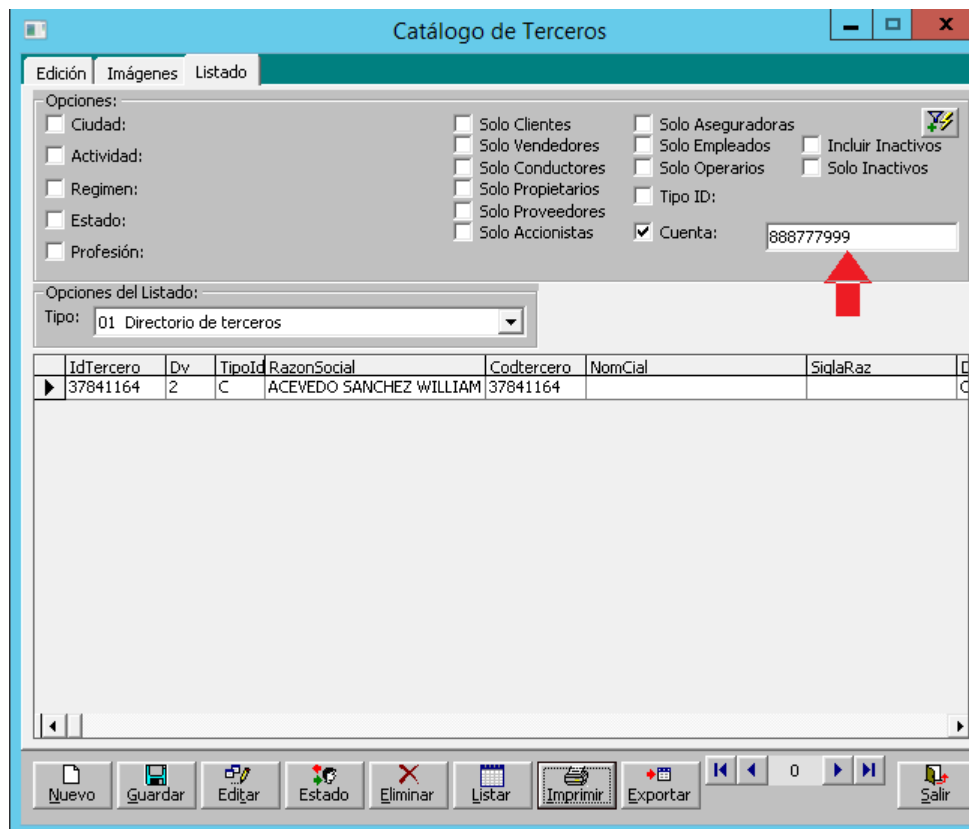 Catálogo de Terceros
Edición Imágenes Listado
Opciones:
Ciudad: Solo Clientes Solo Aseguradoras
Actividad: Solo Vendedores Solo Empleados Incluir Inactivos
Regimen: Solo Conductores Solo Operarios Solo Inactivos
Estado: Solo Propietarios Tipo ID:
Solo Proveedores
Profesión: Solo Accionistas Cuenta: 888777999
Opciones del Listado:
Tipo: 01 Directorio de terceros
IdTercero Dv TipoId RazonSocial Codtercero NomCial SiglaRaz
37841164 2 C ACEVEDO SANCHEZ WILLIAM 37841164
Nuevo Guardar Editar Estado Eliminar Listar Imprimir Exportar 0 Salir